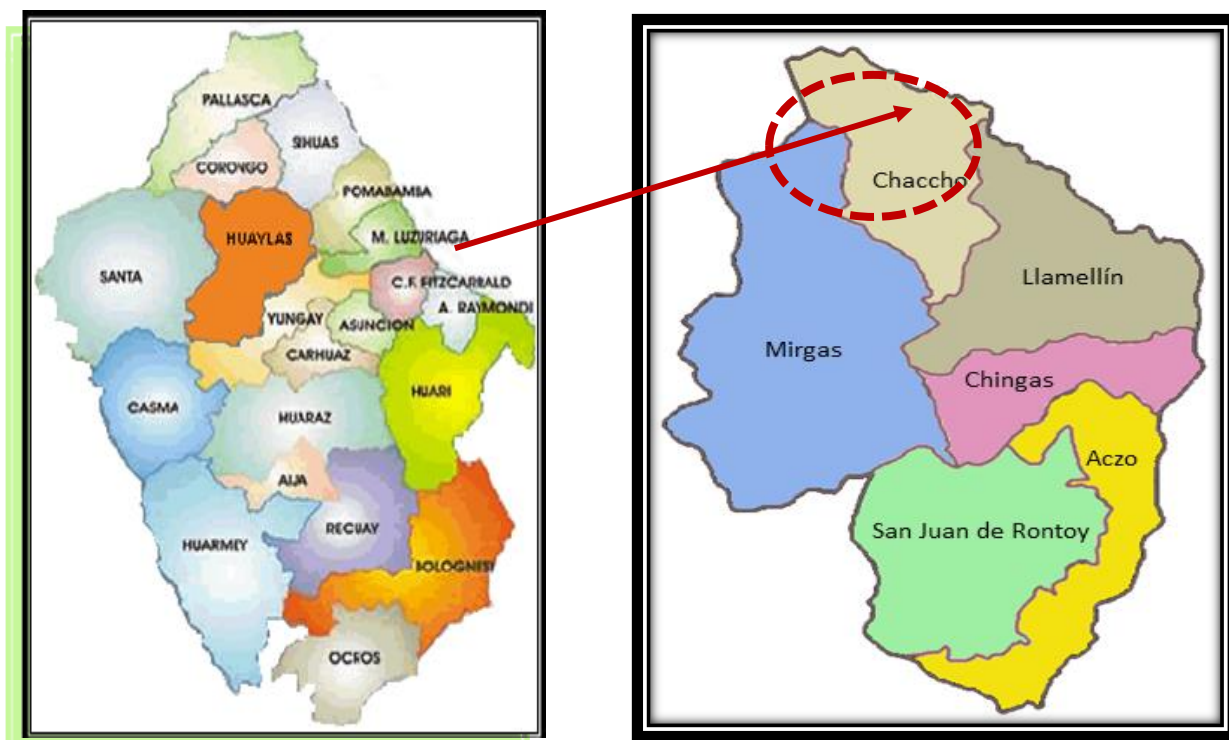 PALLASCA
SIHUAS
CORONGO
POMABAMBA
M. LUZURIAGA
HUAYLAS
SANTA
C.F. FITZCARRALD
A. RAYMONDI
YUNGAY
ASUNCION
CARHUAZ
HUARI
CASMA
HUARAZ
AIJA
RECUAY
HUARMEY
BOLOGNESI
OCROS
Chaccho
Llamellín
Mirgas
Chingas
Aczo
San Juan de Rontoy